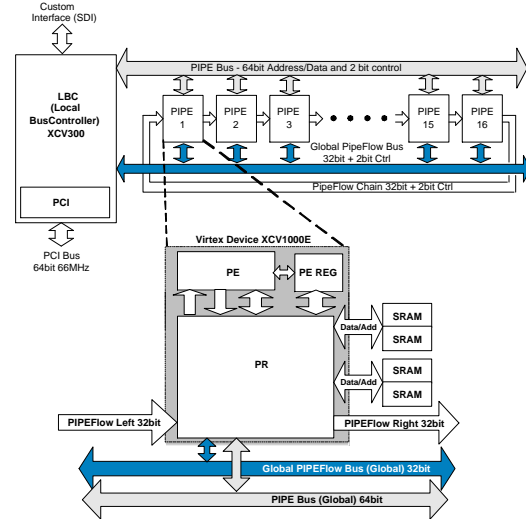 Custom
Interface (SDI)
PIPE Bus - 64bit Address/Data and 2 bit control
LBC
(Local
BusController)
XCV300
PIPE
1
PIPE
2
PIPE
3
PIPE
15
PIPE
16
Global PipeFlow Bus
32bit + 2bit Ctrl
PipeFlow Chain 32bit + 2bit Ctrl
PCI
PCI Bus
64bit 66MHz
Virtex Device XCV1000E
PE
PE REG
PR
Data/Add
SRAM
SRAM
Data/Add
SRAM
SRAM
PIPEFlow Left 32bit
PIPEFlow Right 32bit
Global PIPEFlow Bus (Global) 32bit
PIPE Bus (Global) 64bit